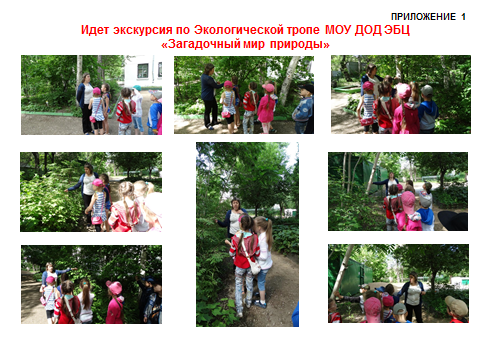 ПРИЛОЖЕНИЕ 1
Идет экскурсия по Экологической тропе МОУ ДОД ЭБЦ
«Загадочный мир природы»